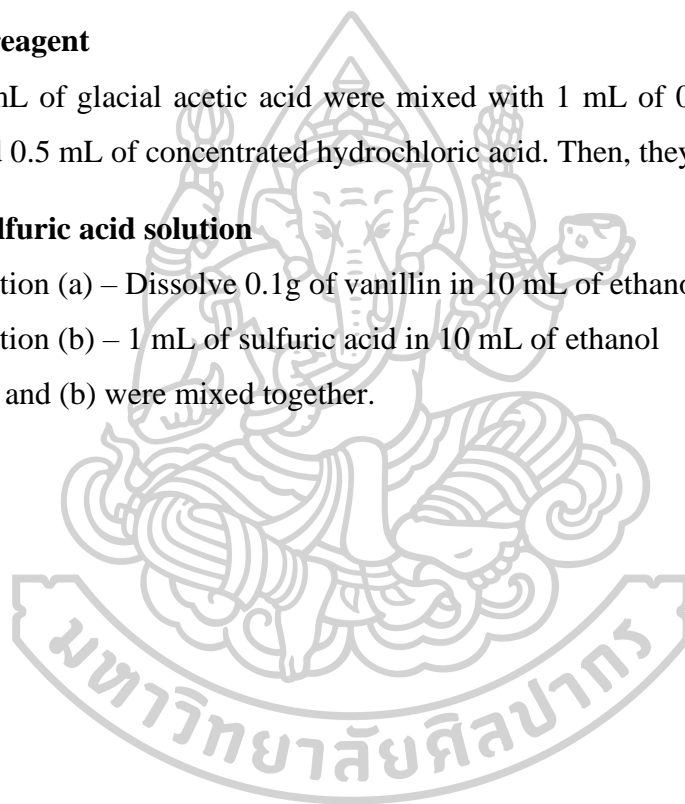 reagent
mL of glacial acetic acid were mixed with 1 mL of 0
0.5 mL of concentrated hydrochloric acid. Then, they
lfuric acid solution
tion (a) – Dissolve 0.1g of vanillin in 10 mL of ethano
tion (b) – 1 mL of sulfuric acid in 10 mL of ethanol
and (b) were mixed together.
มหาวิทยาลัยศิลปากร